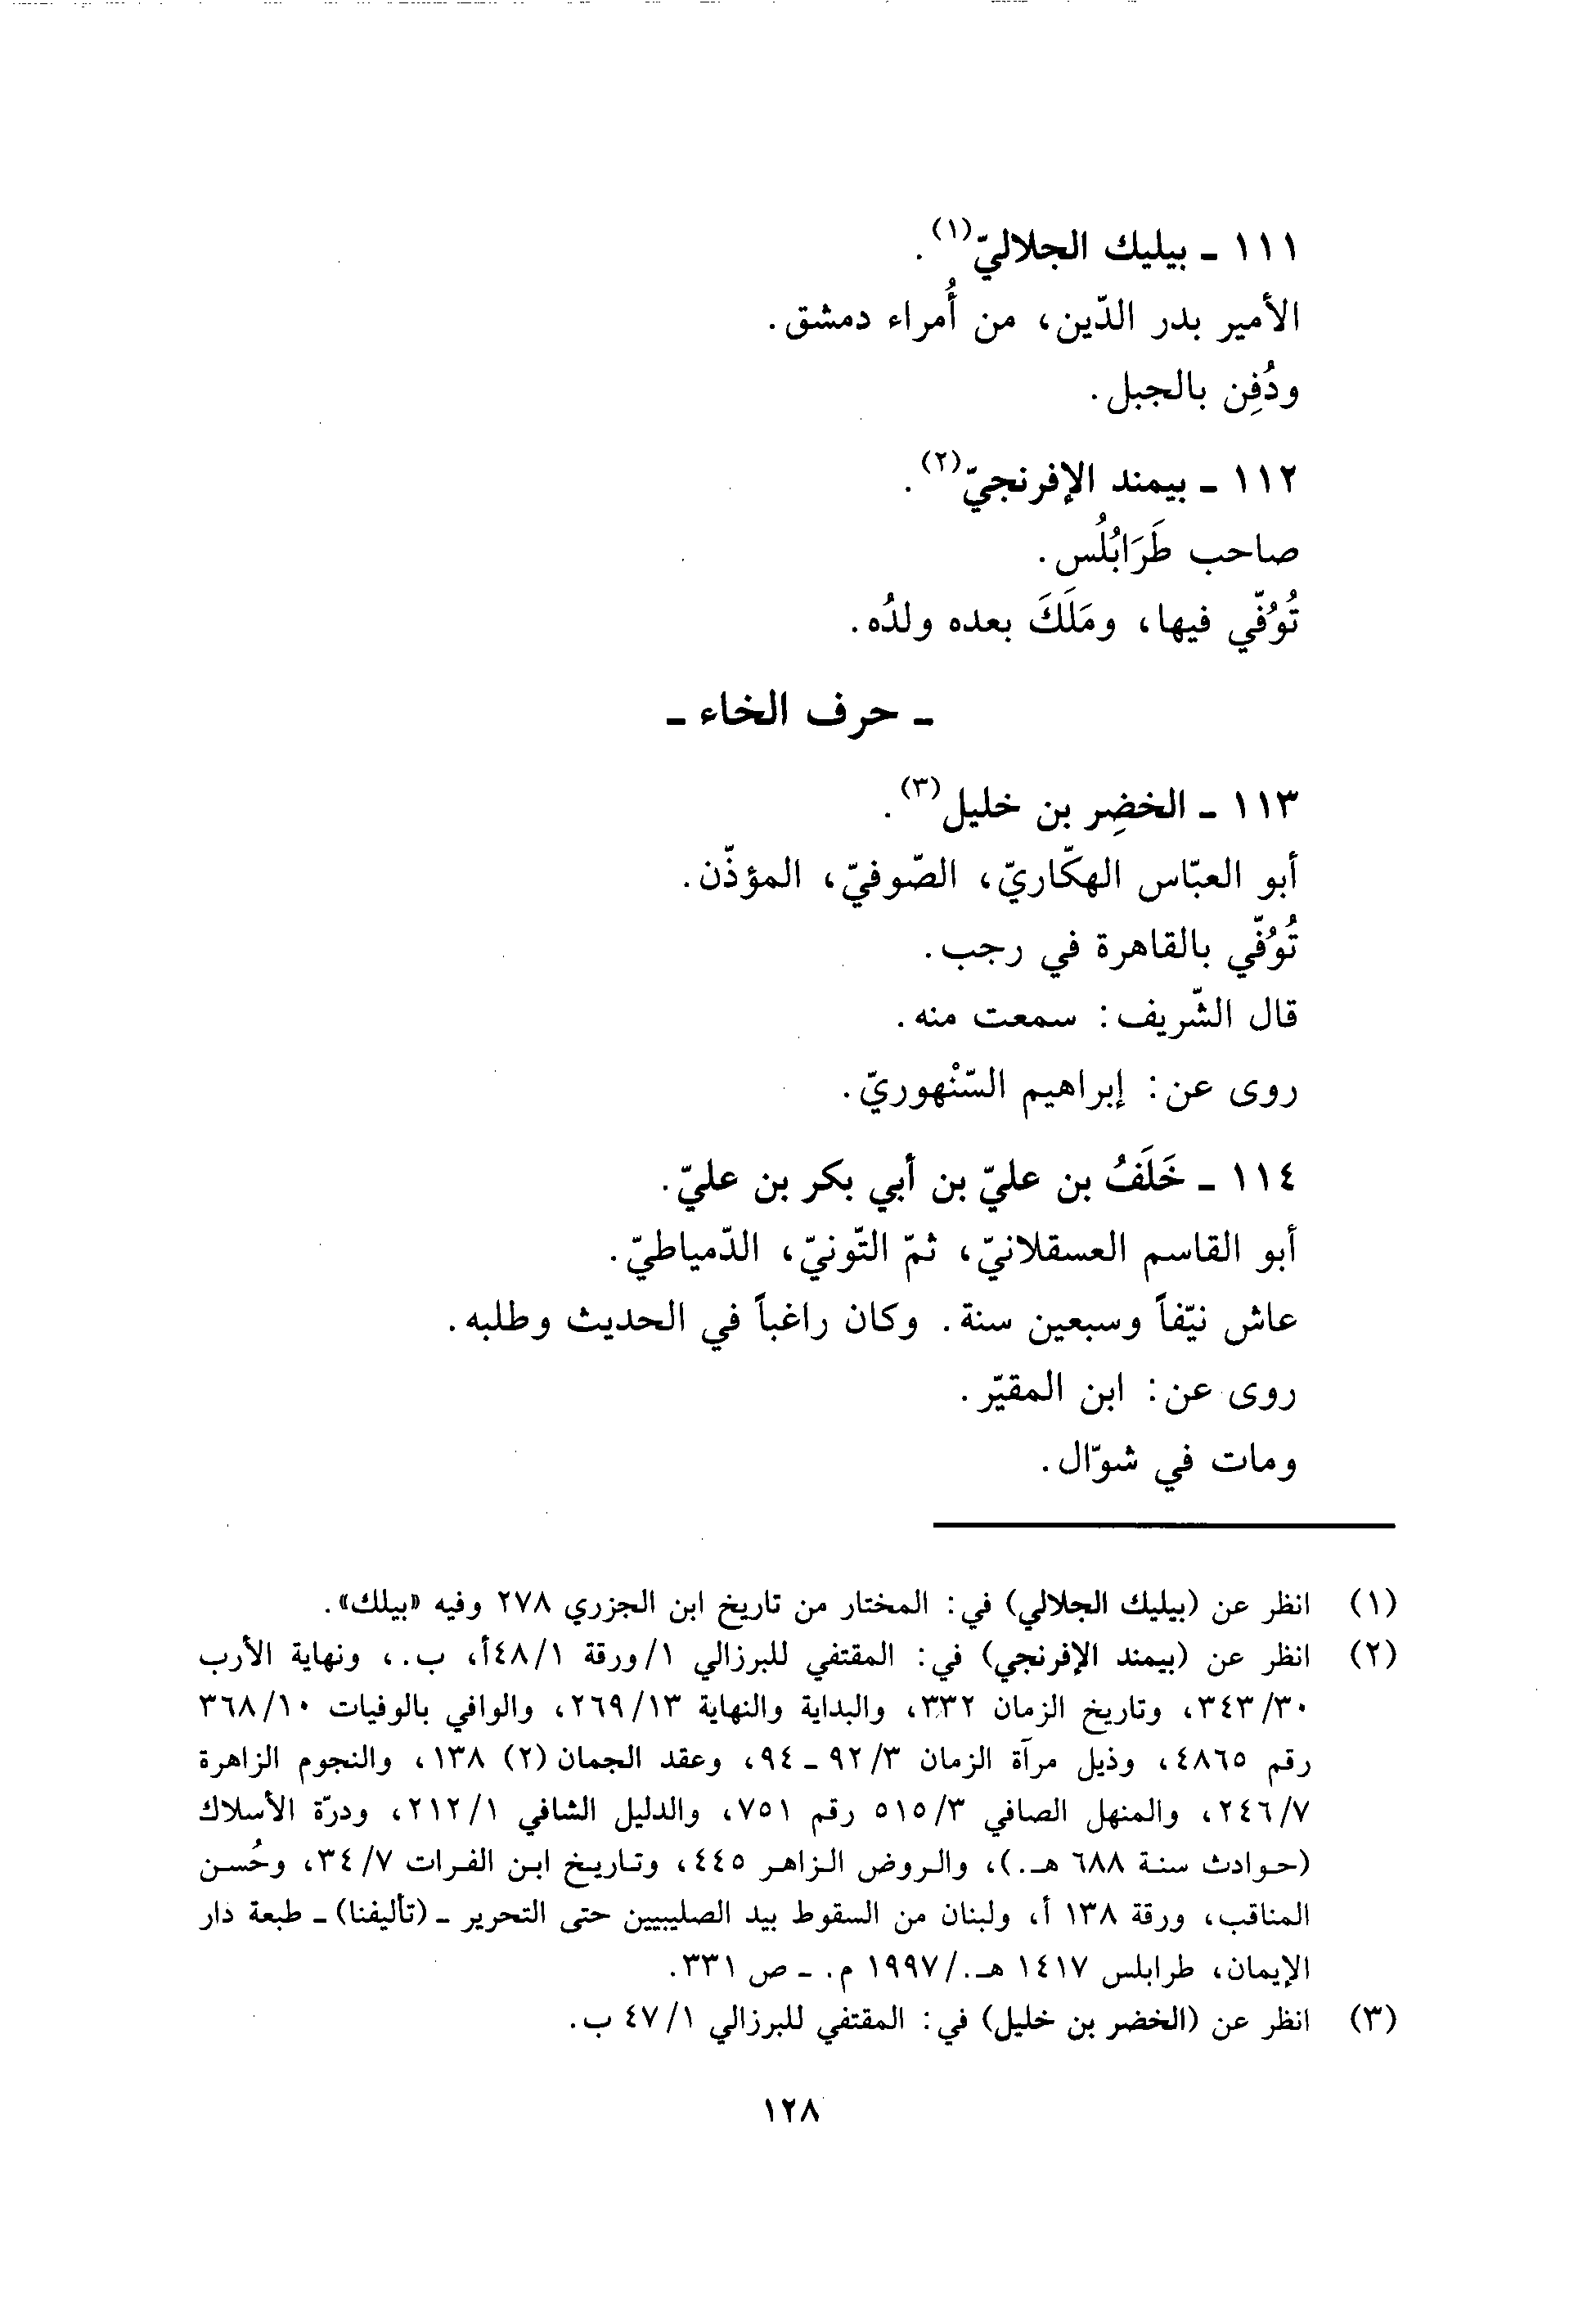 ١١١ - بيليك الجلاليّ(١).
الأمير بدر الدّين، من أُمراء دمشق.
ودُفِن بالجبل.
١١٢ - بيمند الإفرنجيّ(٢).
صاحب طَرَابُلُس.
تُوُفّي فيها، ومَلَكَ بعده ولدُه.
- حرف الخاء -
١١٣ - الخضِر بن خليل(٣).
أبو العبّاس الهكّاريّ، الصّوفيّ، المؤذّن.
تُوُفّي بالقاهرة في رجب.
قال الشّريف: سمعت منه.
روى عن: إبراهيم السّنْهوريّ.
١١٤ - خَلَفُ بن عليّ بن أبي بكر بن عليّ.
أبو القاسم العسقلانيّ، ثمّ التّونيّ، الدّمياطيّ.
عاش نيّفاً وسبعين سنة. وكان راغباً في الحديث وطلبه.
روى عن: ابن المقيّر.
ومات في شوّال.
(١) انظر عن (بيليك الجلالي) في: المختار من تاريخ ابن الجزري ٢٧٨ وفيه «بيلك».
(٢) انظر عن (بيمند الإفرنجي) في: المقتفي للبرزالي ١/ورقة ٤٨/١أ، ب.، ونهاية الأرب
٣٤٣/٣٠، وتاريخ الزمان ٣٣٢، والبداية والنهاية ٢٦٩/١٣، والوافي بالوفيات ٣٦٨/١٠
رقم ٤٨٦٥، وذيل مرآة الزمان ٩٢/٣ - ٩٤، وعقد الجمان (٢) ١٣٨، والنجوم الزاهرة
٢٤٦/٧، والمنهل الصافي ٥١٥/٣ رقم ٧٥١، والدليل الشافي ٢١٢/١، ودرّة الأسلاك
(حوادث سنة ٦٨٨ هـ.)، والروض الزاهر ٤٤٥، وتاريخ ابن الفرات ٣٤/٧، وحُسن
المناقب، ورقة ١٣٨ أ، ولبنان من السقوط بيد الصليبيين حتى التحرير - (تأليفنا) - طبعة دار
الإيمان، طرابلس ١٤١٧ هـ./١٩٩٧ م. - ص ٣٣١.
(٣) انظر عن (الخضر بن خليل) في: المقتفي للبرزالي ٤٧/١ ب.
١٢٨